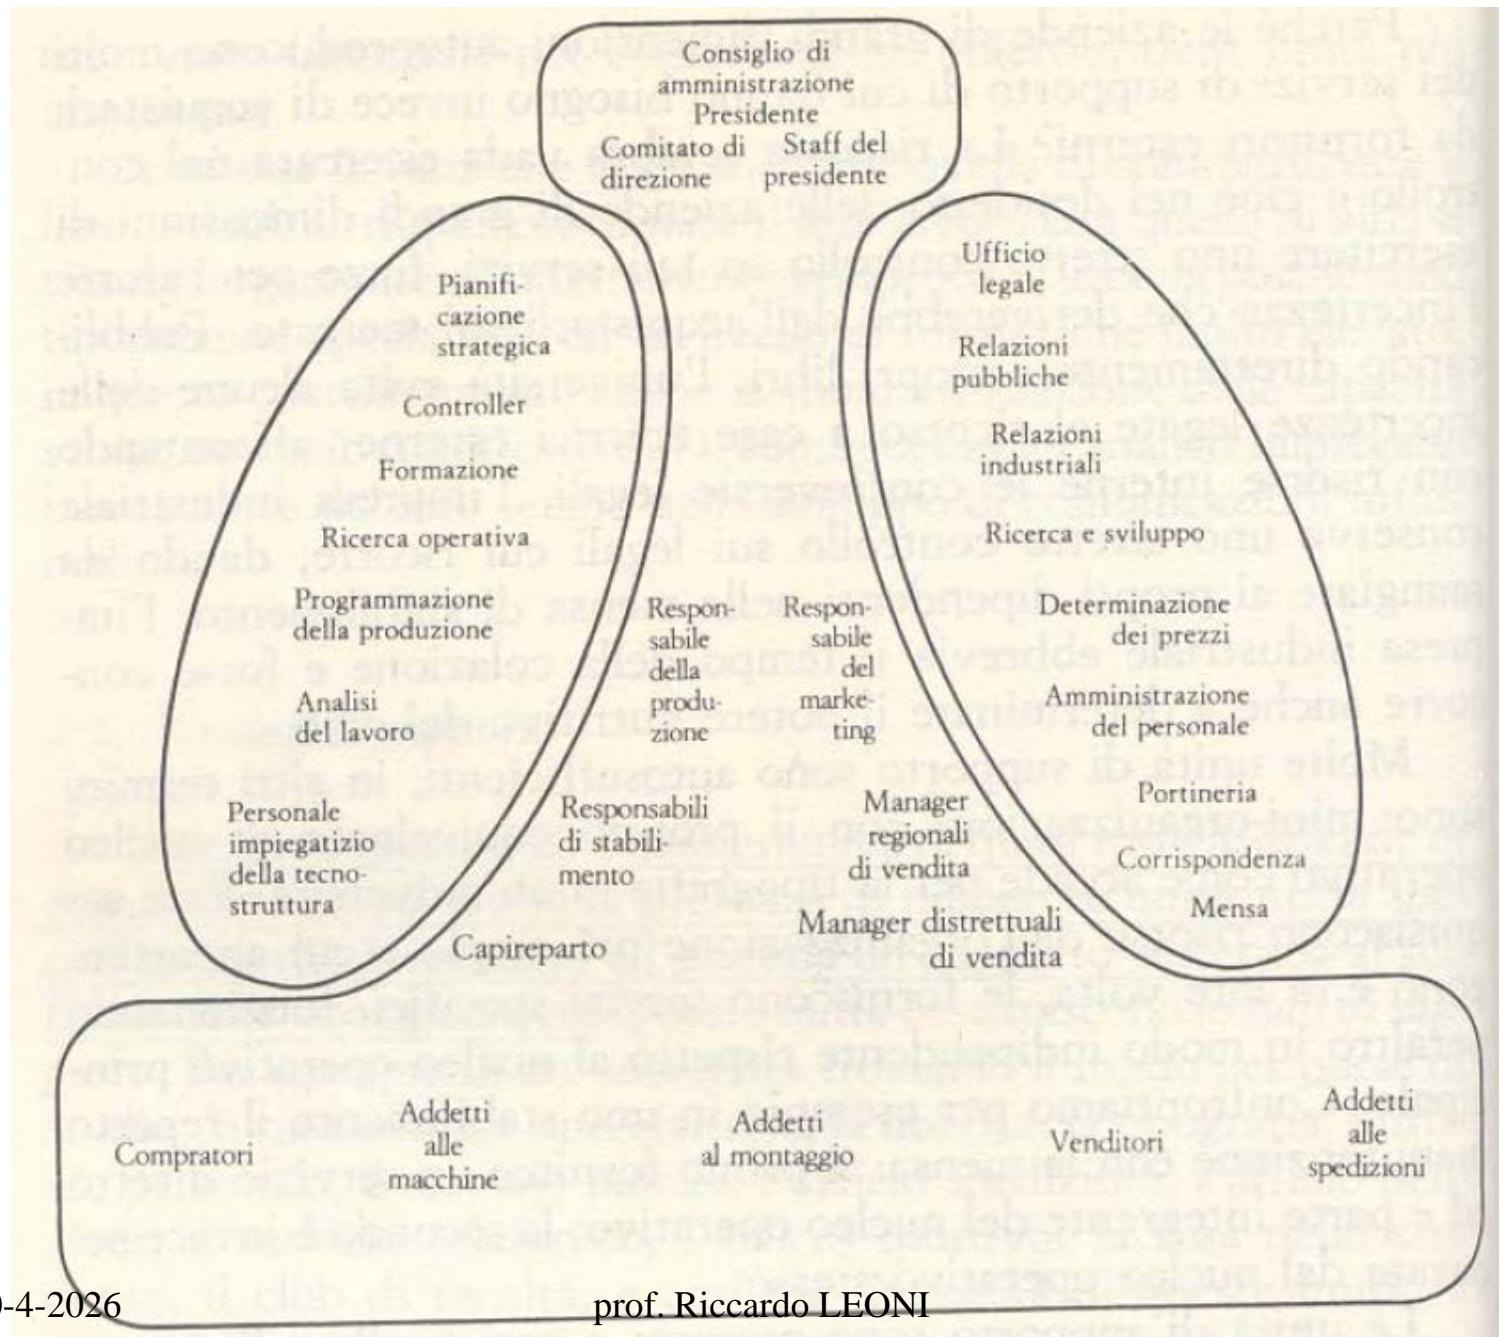 Consiglio di
amministrazione
Presidente
Comitato di
direzione
Staff del
presidente
Pianifi-
cazione
strategica
Controller
Formazione
Ricerca operativa
Programmazione
della produzione
Analisi
del lavoro
Personale
impiegatizio
della tecno-
struttura
Respon-
sabile
della
produ-
zione
Respon-
sabile
del
marke-
ting
Responsabili
di stabili-
mento
Manager
regionali
di vendita
Capireparto
Manager distrettuali
di vendita
Ufficio
legale
Relazioni
pubbliche
Relazioni
industriali
Ricerca e sviluppo
Determinazione
dei prezzi
Amministrazione
del personale
Portineria
Corrispondenza
Mensa
Compratori
Addetti
alle
macchine
Addetti
al montaggio
Venditori
Addetti
alle
spedizioni
-4-2026
prof. Riccardo LEONI